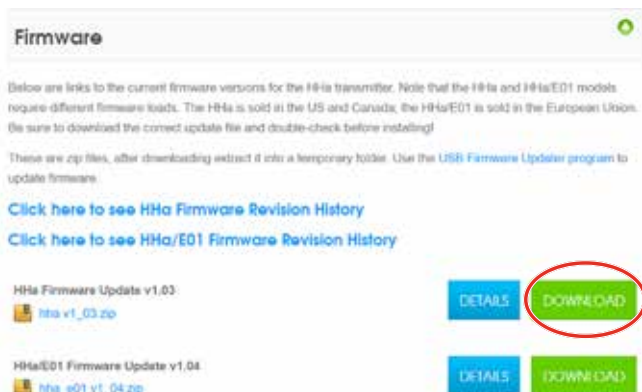 Firmware
Below are links to the current firmware versions for the HHa transmitter. Note that the HHa and HHa/E01 models
require different firmware loads. The HHa is sold in the US and Canada; the HHa/E01 is sold in the European Union.
Be sure to download the correct update file and double-check before installing!
These are zip files, after downloading extract it into a temporary folder. Use the USB Firmware Updater program to
update firmware.
Click here to see HHa Firmware Revision History
Click here to see HHa/E01 Firmware Revision History
HHa Firmware Update v1.03
DETAILS DOWNLOAD
hha v1_03.zip
HHa/E01 Firmware Update v1.04
DETAILS DOWNLOAD
hha_e01 v1_04.zip